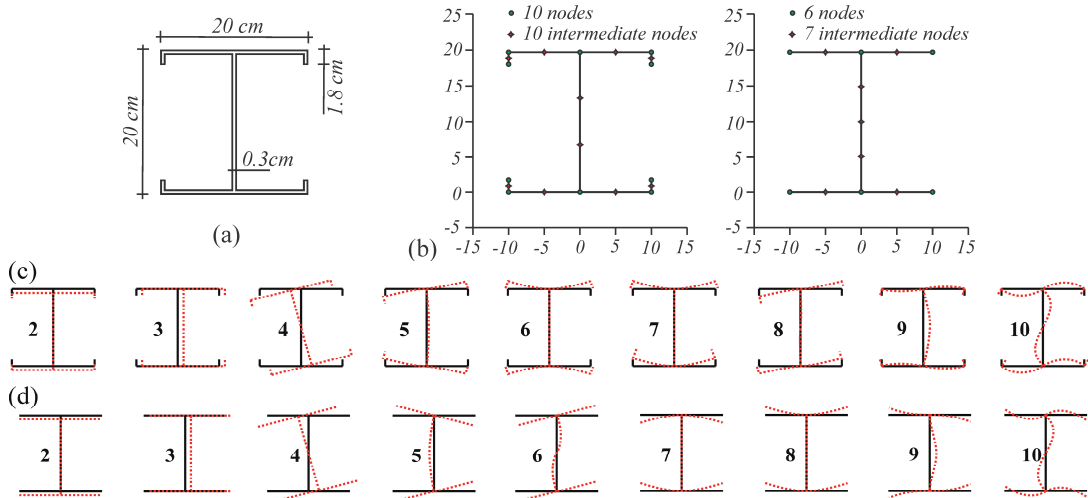 20 cm
20 cm
1.8 cm
0.3cm
(a)
25
20
15
10
5
0
-5
-15 -10 -5 0 5 10 15
10 nodes
10 intermediate nodes
(b)
25
20
15
10
5
0
-5
-15 -10 -5 0 5 10 15
6 nodes
7 intermediate nodes
(c)
2 3 4 5 6 7 8 9 10
(d)
2 3 4 5 6 7 8 9 10